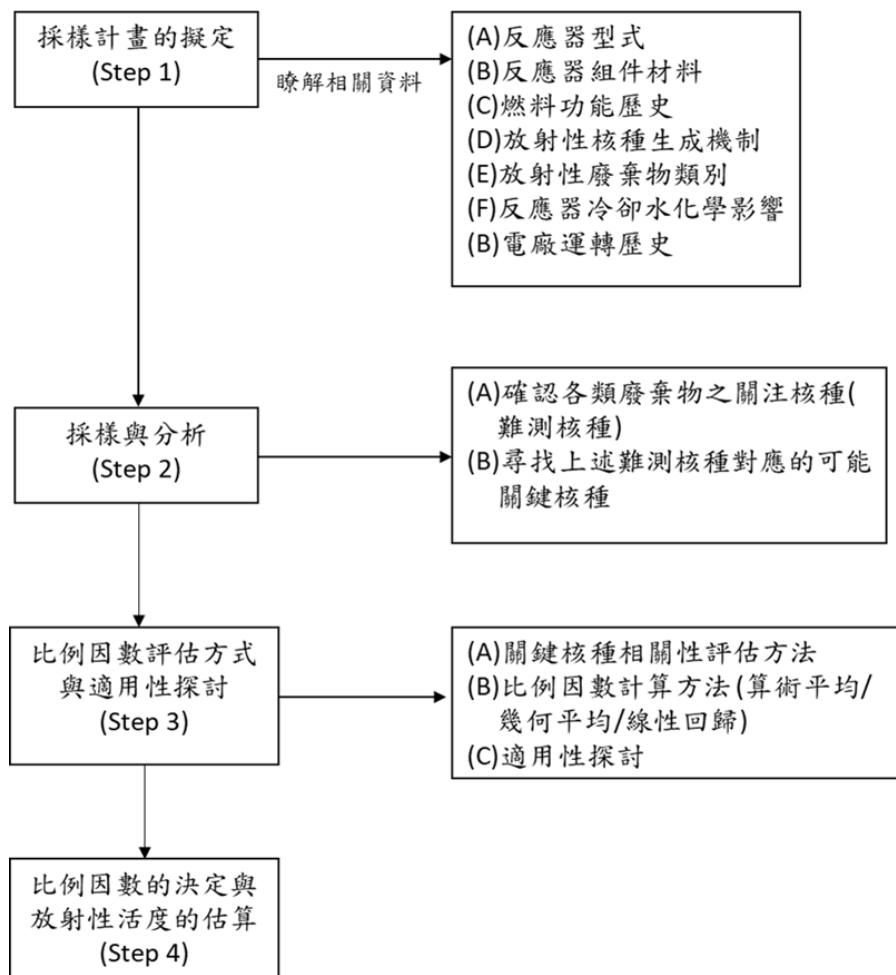 採樣計畫的擬定
(Step 1)
瞭解相關資料
(A)反應器型式
(B)反應器組件材料
(C)燃料功能歷史
(D)放射性核種生成機制
(E)放射性廢棄物類別
(F)反應器冷卻水化學影響
(B)電廠運轉歷史
採樣與分析
(Step 2)
(A)確認各類廢棄物之關注核種(
難測核種)
(B)尋找上述難測核種對應的可能
關鍵核種
比例因數評估方式
與適用性探討
(Step 3)
(A)關鍵核種相關性評估方法
(B)比例因數計算方法(算術平均/
幾何平均/線性回歸)
(C)適用性探討
比例因數的決定與
放射性活度的估算
(Step 4)